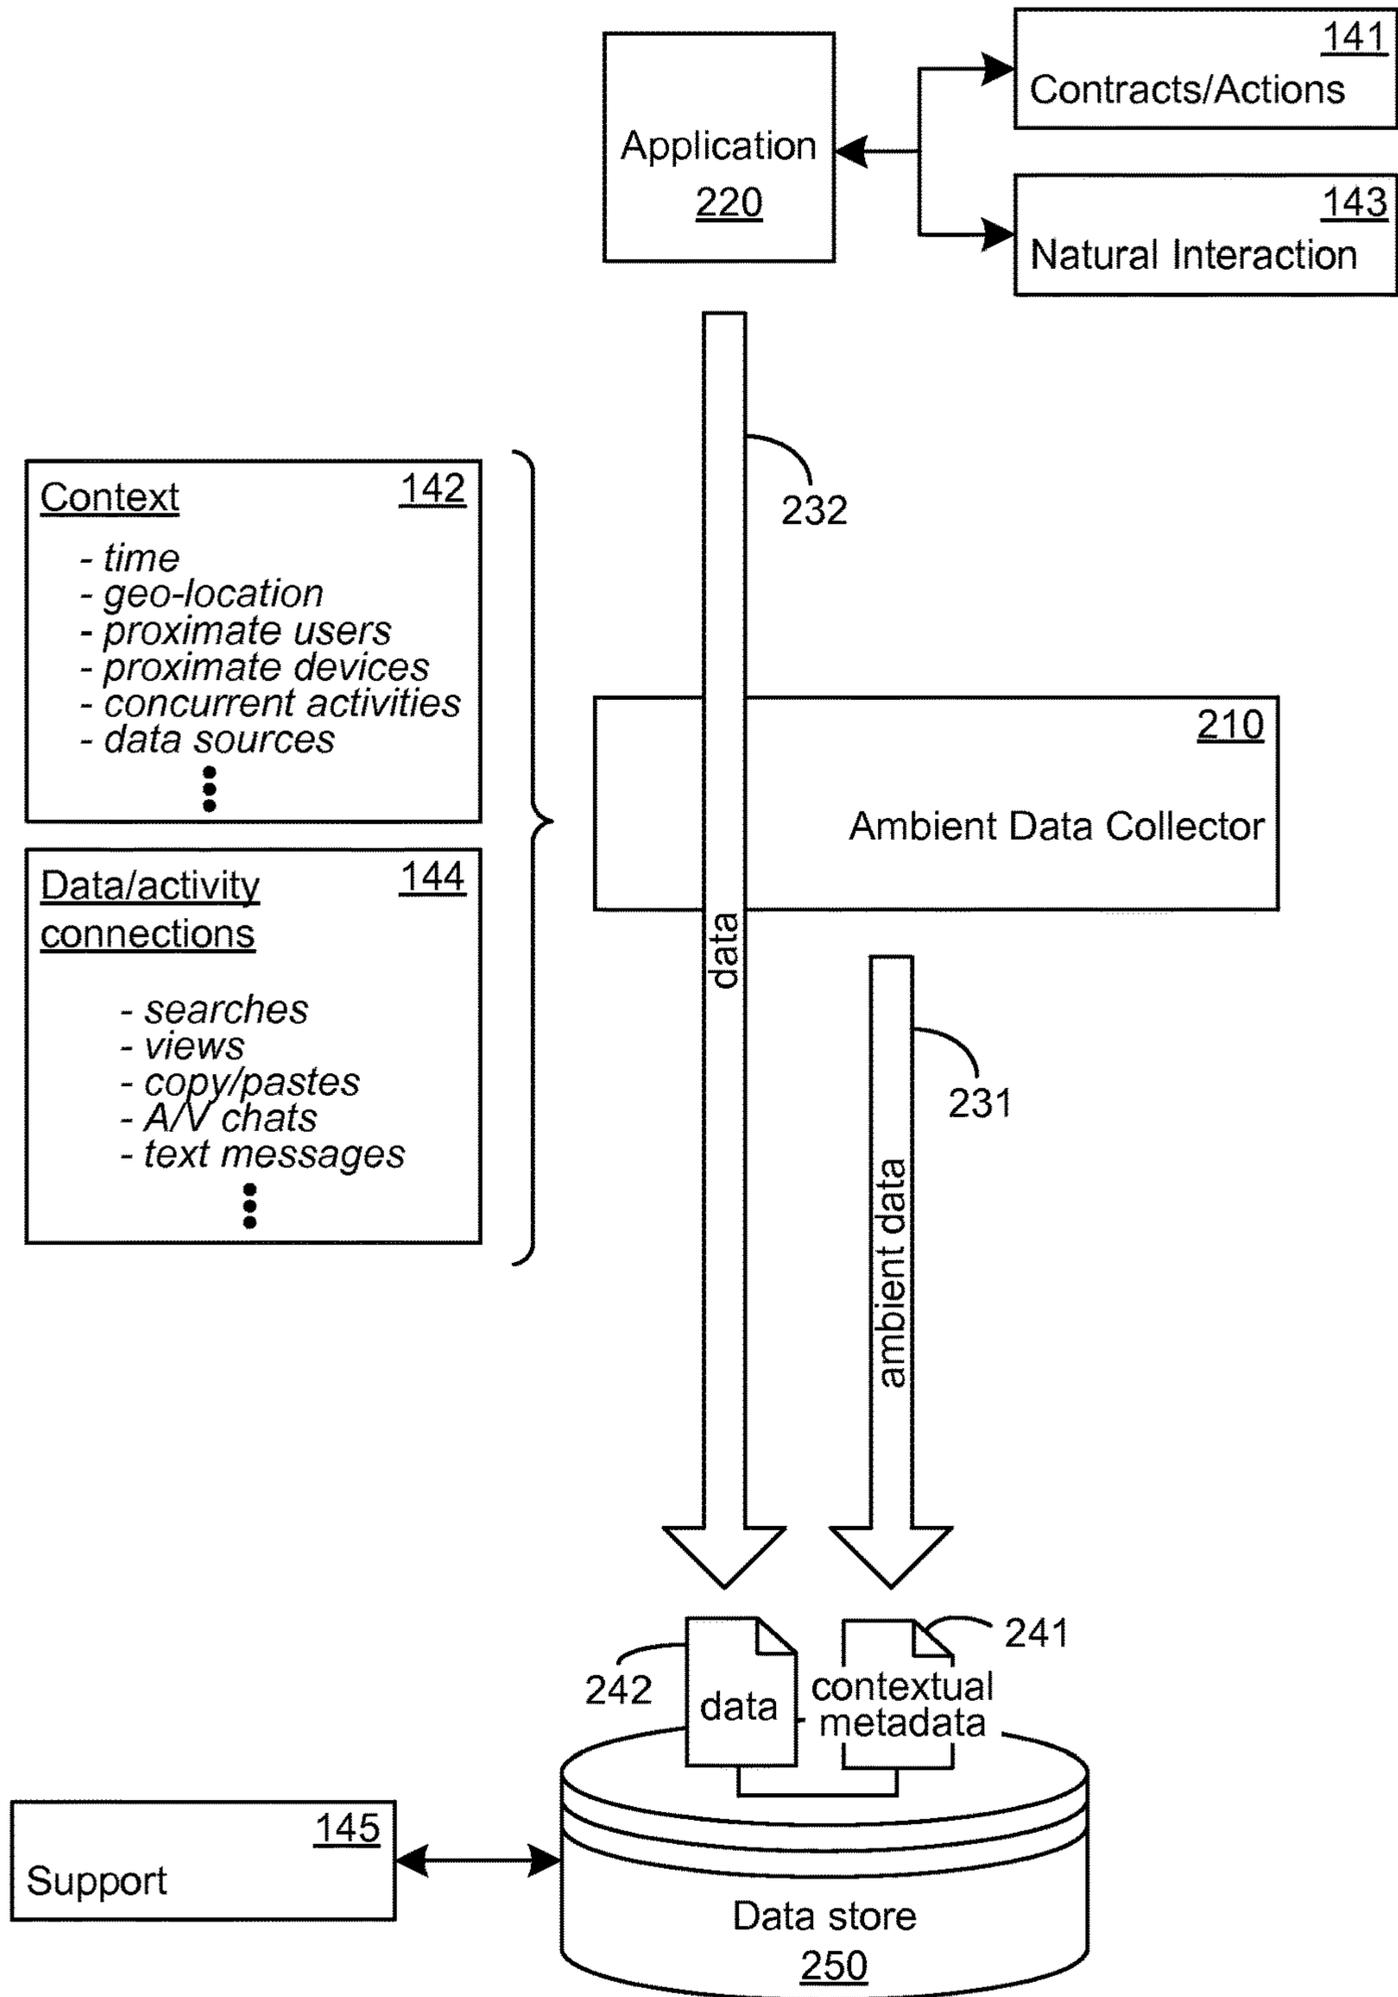 141
Contracts/Actions
Application
220
143
Natural Interaction
232
Context
142
- time
- geo-location
- proximate users
- proximate devices
- concurrent activities
- data sources
210
Ambient Data Collector
Data/activity
connections
144
- searches
- views
- copy/pastes
- A/V chats
- text messages
data
231
ambient data
241
242
data
contextual
metadata
145
Support
Data store
250